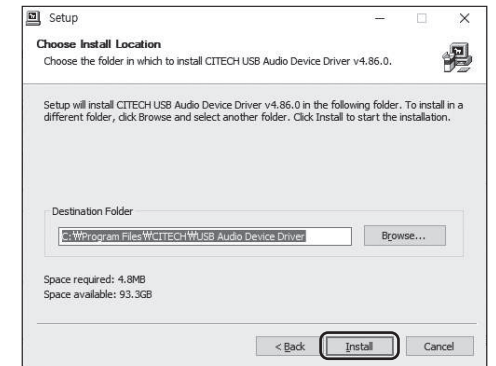 Setup
Choose Install Location
Choose the folder in which to install CITECH USB Audio Device Driver v4.86.0.
Setup will install CITECH USB Audio Device Driver v4.86.0 in the following folder. To install in a
different folder, click Browse and select another folder. Click Install to start the installation.
Destination Folder
C:₩Program Files₩CITECH₩USB Audio Device Driver
Browse...
Space required: 4.8MB
Space available: 93.3GB
< Back
Install
Cancel